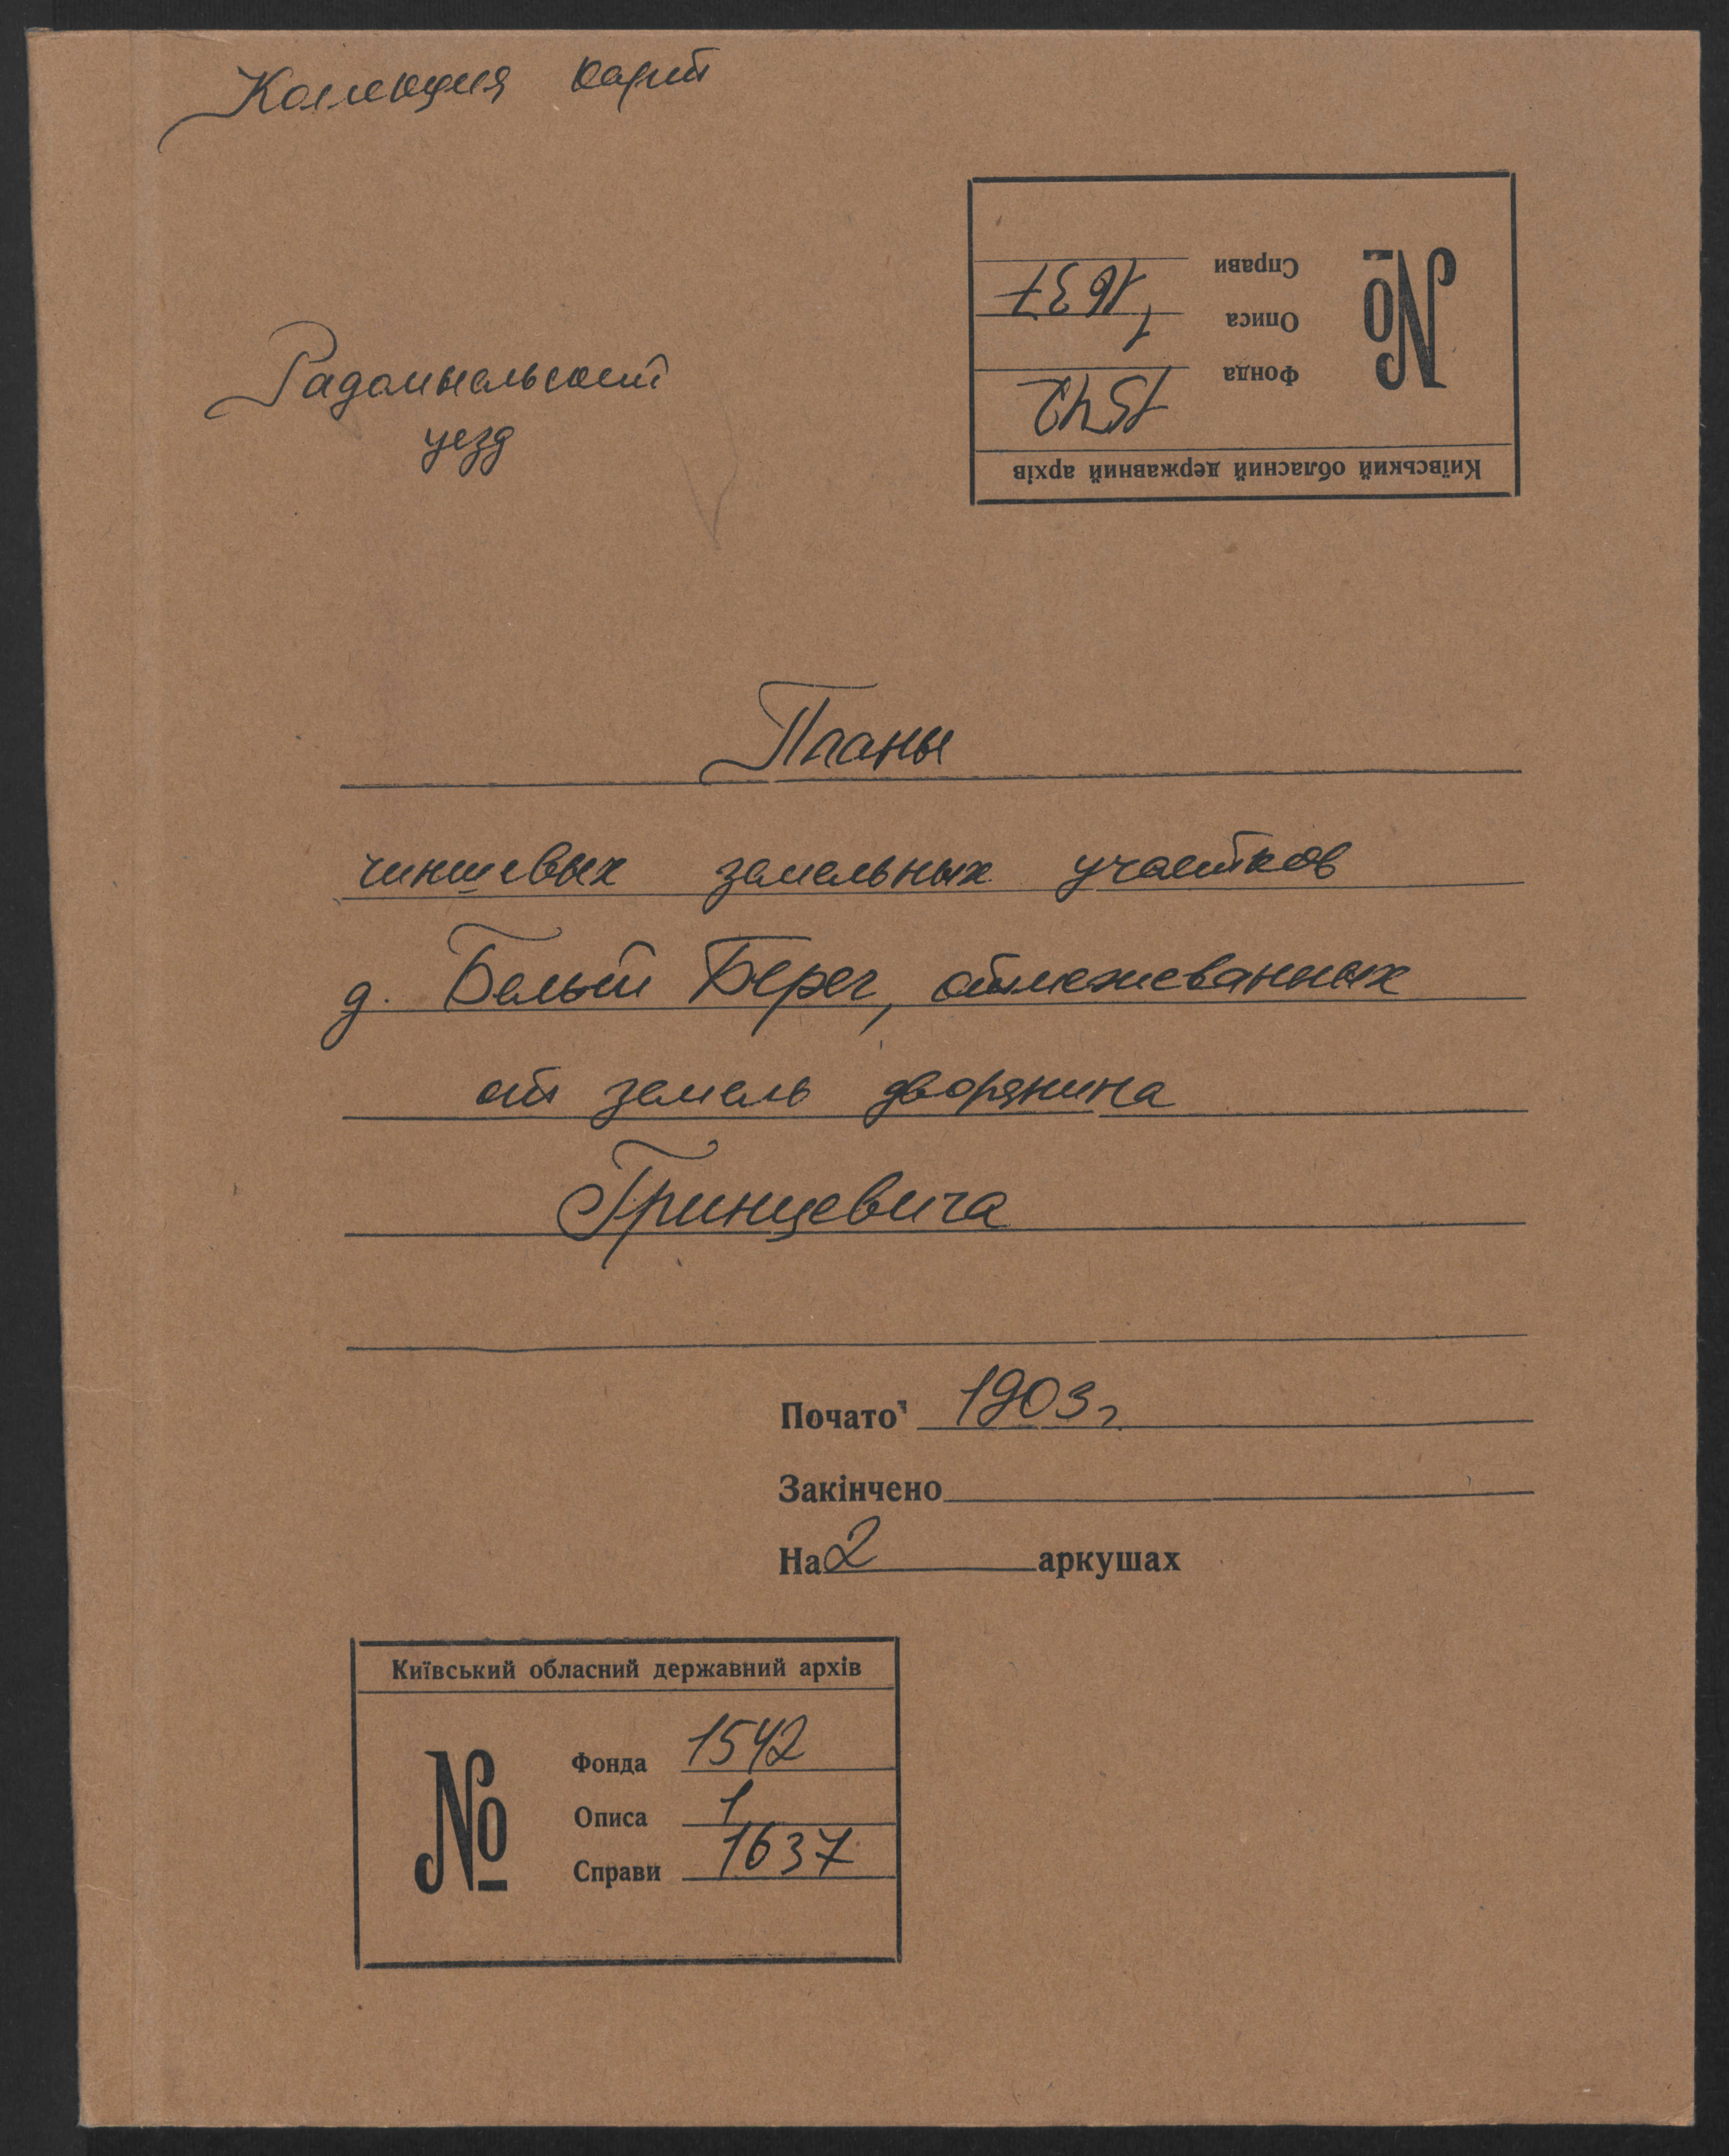 Коллекция карт
Київський обласний державний архів
№
Фонда 1542
Описа 1
Справи 1637
Радомысльский
уезд
Планы
чиншевых земельных участков
д. Белый Берег, отмежеванных
от земель дворянина
Гринцевича
Почато 1903 г.
Закінчено
На 2 аркушах
Київський обласний державний архів
№
Фонда 1542
Описа 1
Справи 1637